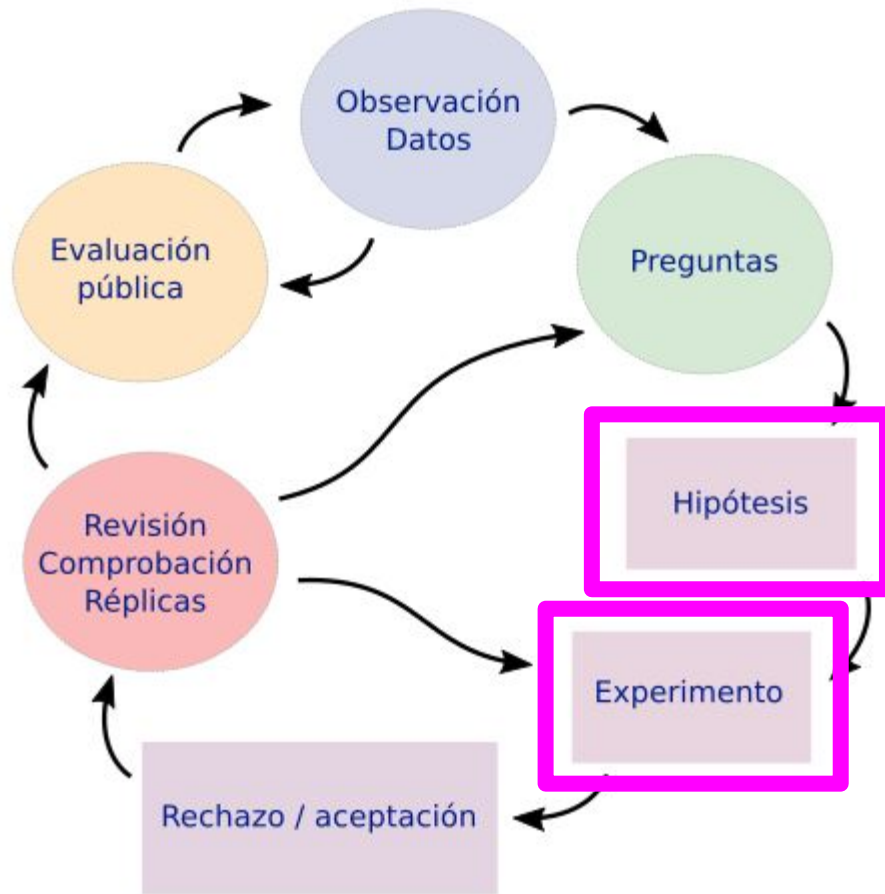 Observación
Datos
Evaluación
pública
Preguntas
Hipótesis
Revisión
Comprobación
Réplicas
Experimento
Rechazo / aceptación